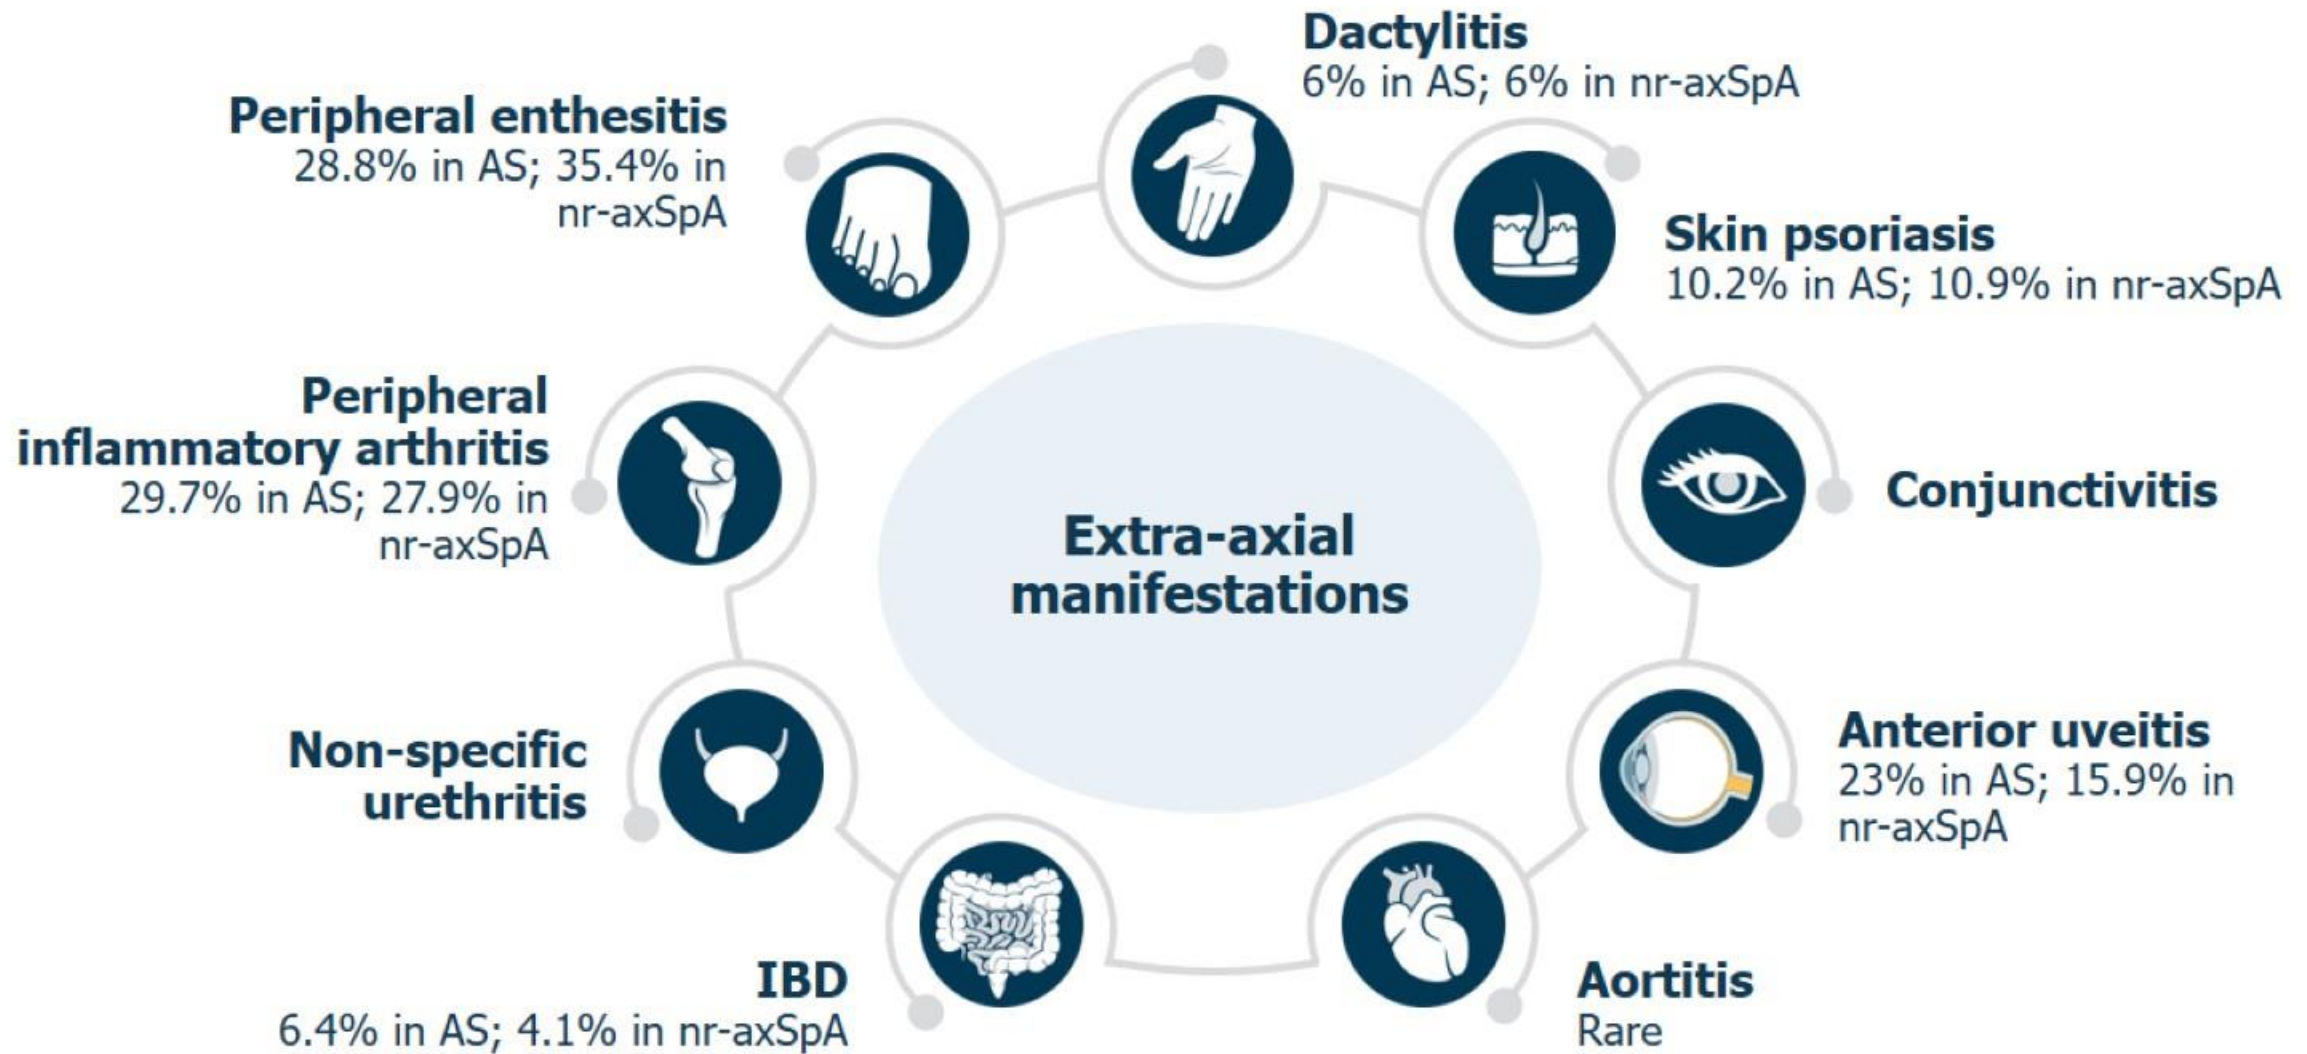 Dactylitis
6% in AS; 6% in nr-axSpA
Peripheral enthesitis
28.8% in AS; 35.4% in
nr-axSpA
Skin psoriasis
10.2% in AS; 10.9% in nr-axSpA
Peripheral
inflammatory arthritis
29.7% in AS; 27.9% in
nr-axSpA
Conjunctivitis
Extra-axial
manifestations
Non-specific
urethritis
Anterior uveitis
23% in AS; 15.9% in
nr-axSpA
IBD
6.4% in AS; 4.1% in nr-axSpA
Aortitis
Rare